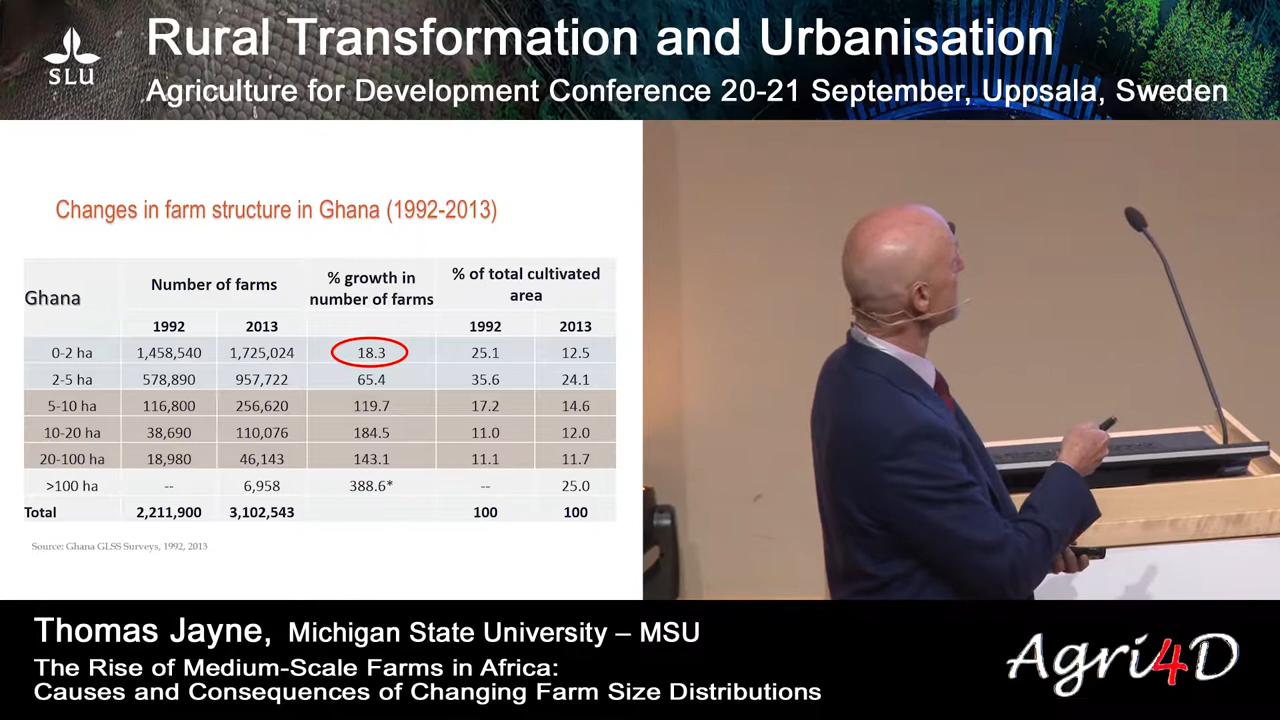 SLU
Rural Transformation and Urbanisation
Agriculture for Development Conference 20-21 September, Uppsala, Sweden
Changes in farm structure in Ghana (1992-2013)
Ghana Number of farms % growth in number of farms % of total cultivated area
1992 2013 1992 2013
0-2 ha 1,458,540 1,725,024 18.3 25.1 12.5
2-5 ha 578,890 957,722 65.4 35.6 24.1
5-10 ha 116,800 256,620 119.7 17.2 14.6
10-20 ha 38,690 110,076 184.5 11.0 12.0
20-100 ha 18,980 46,143 143.1 11.1 11.7
>100 ha -- 6,958 388.6* -- 25.0
Total 2,211,900 3,102,543 100 100
Source: Ghana GLSS Surveys, 1992, 2013
Thomas Jayne, Michigan State University – MSU
The Rise of Medium-Scale Farms in Africa:
Causes and Consequences of Changing Farm Size Distributions
Agri4D